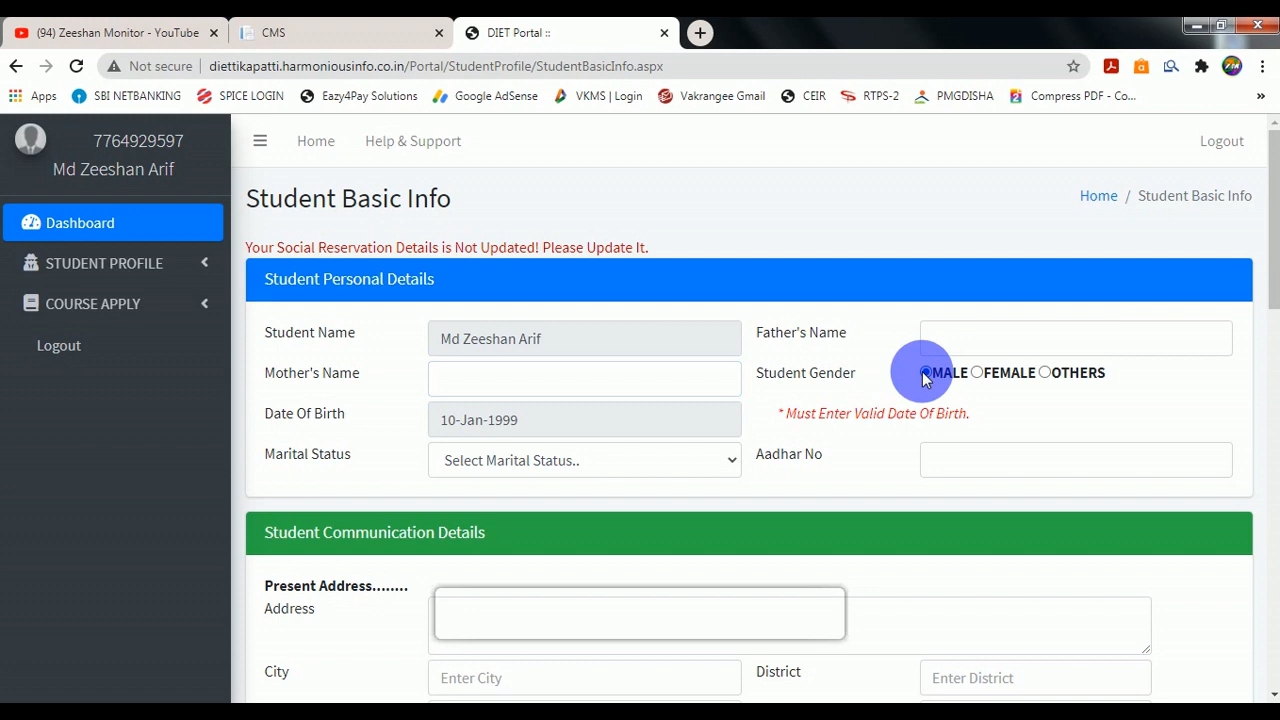 (94) Zeeshan Monitor - YouTube
CMS
DIET Portal ::
Not secure | diettikapatti.harmoniousinfo.co.in/Portal/StudentProfile/StudentBasicInfo.aspx
Apps
SBI NETBANKING
SPICE LOGIN
Eazy4Pay Solutions
Google AdSense
VKMS | Login
Vakrangee Gmail
CEIR
RTPS-2
PMGDISHA
Compress PDF - Co...
»
7764929597
Md Zeeshan Arif
Dashboard
STUDENT PROFILE
COURSE APPLY
Logout
Home
Help & Support
Logout
Student Basic Info
Home / Student Basic Info
Your Social Reservation Details is Not Updated! Please Update It.
Student Personal Details
Student Name
Md Zeeshan Arif
Father's Name
Mother's Name
Student Gender
MALE FEMALE OTHERS
Date Of Birth
10-Jan-1999
* Must Enter Valid Date Of Birth.
Marital Status
Select Marital Status..
Aadhar No
Student Communication Details
Present Address........
Address
City
Enter City
District
Enter District